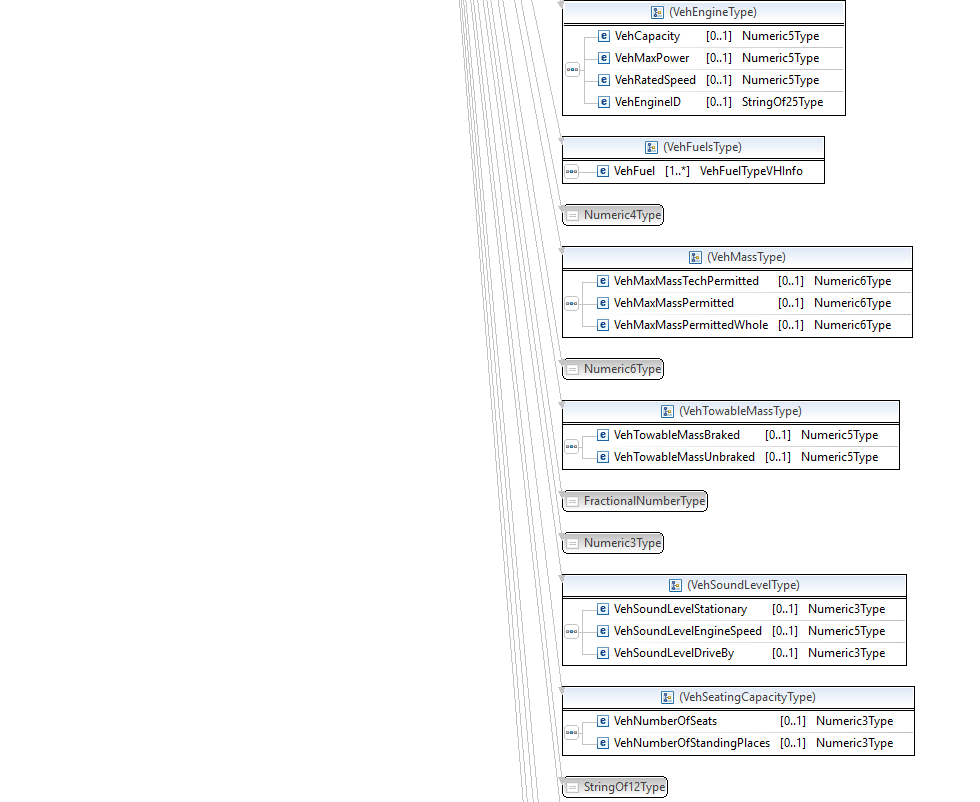 (VehEngineType)
VehCapacity [0..1] Numeric5Type
VehMaxPower [0..1] Numeric5Type
VehRatedSpeed [0..1] Numeric5Type
VehEngineID [0..1] StringOf25Type
(VehFuelsType)
VehFuel [1..*] VehFuelTypeVHInfo
Numeric4Type
(VehMassType)
VehMaxMassTechPermitted [0..1] Numeric6Type
VehMaxMassPermitted [0..1] Numeric6Type
VehMaxMassPermittedWhole [0..1] Numeric6Type
Numeric6Type
(VehTowableMassType)
VehTowableMassBraked [0..1] Numeric5Type
VehTowableMassUnbraked [0..1] Numeric5Type
FractionalNumberType
Numeric3Type
(VehSoundLevelType)
VehSoundLevelStationary [0..1] Numeric3Type
VehSoundLevelEngineSpeed [0..1] Numeric5Type
VehSoundLevelDriveBy [0..1] Numeric3Type
(VehSeatingCapacityType)
VehNumberOfSeats [0..1] Numeric3Type
VehNumberOfStandingPlaces [0..1] Numeric3Type
StringOf12Type